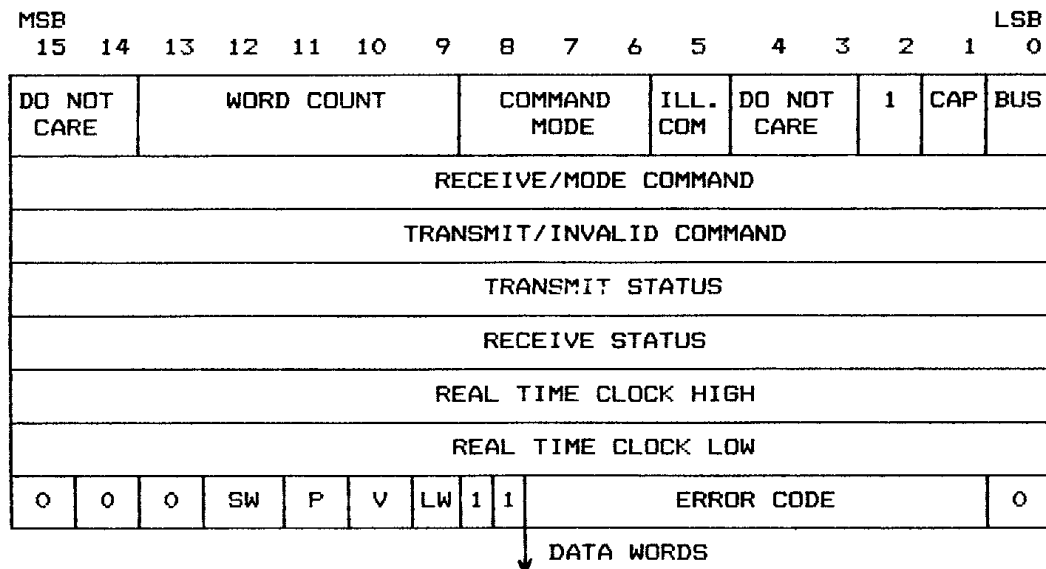 MSB LSB
15 14 13 12 11 10 9 8 7 6 5 4 3 2 1 0
DO NOT WORD COUNT COMMAND ILL. DO NOT 1 CAP BUS
CARE MODE COM CARE
RECEIVE/MODE COMMAND
TRANSMIT/INVALID COMMAND
TRANSMIT STATUS
RECEIVE STATUS
REAL TIME CLOCK HIGH
REAL TIME CLOCK LOW
0 0 0 SW P V LW 1 1 ERROR CODE 0
DATA WORDS